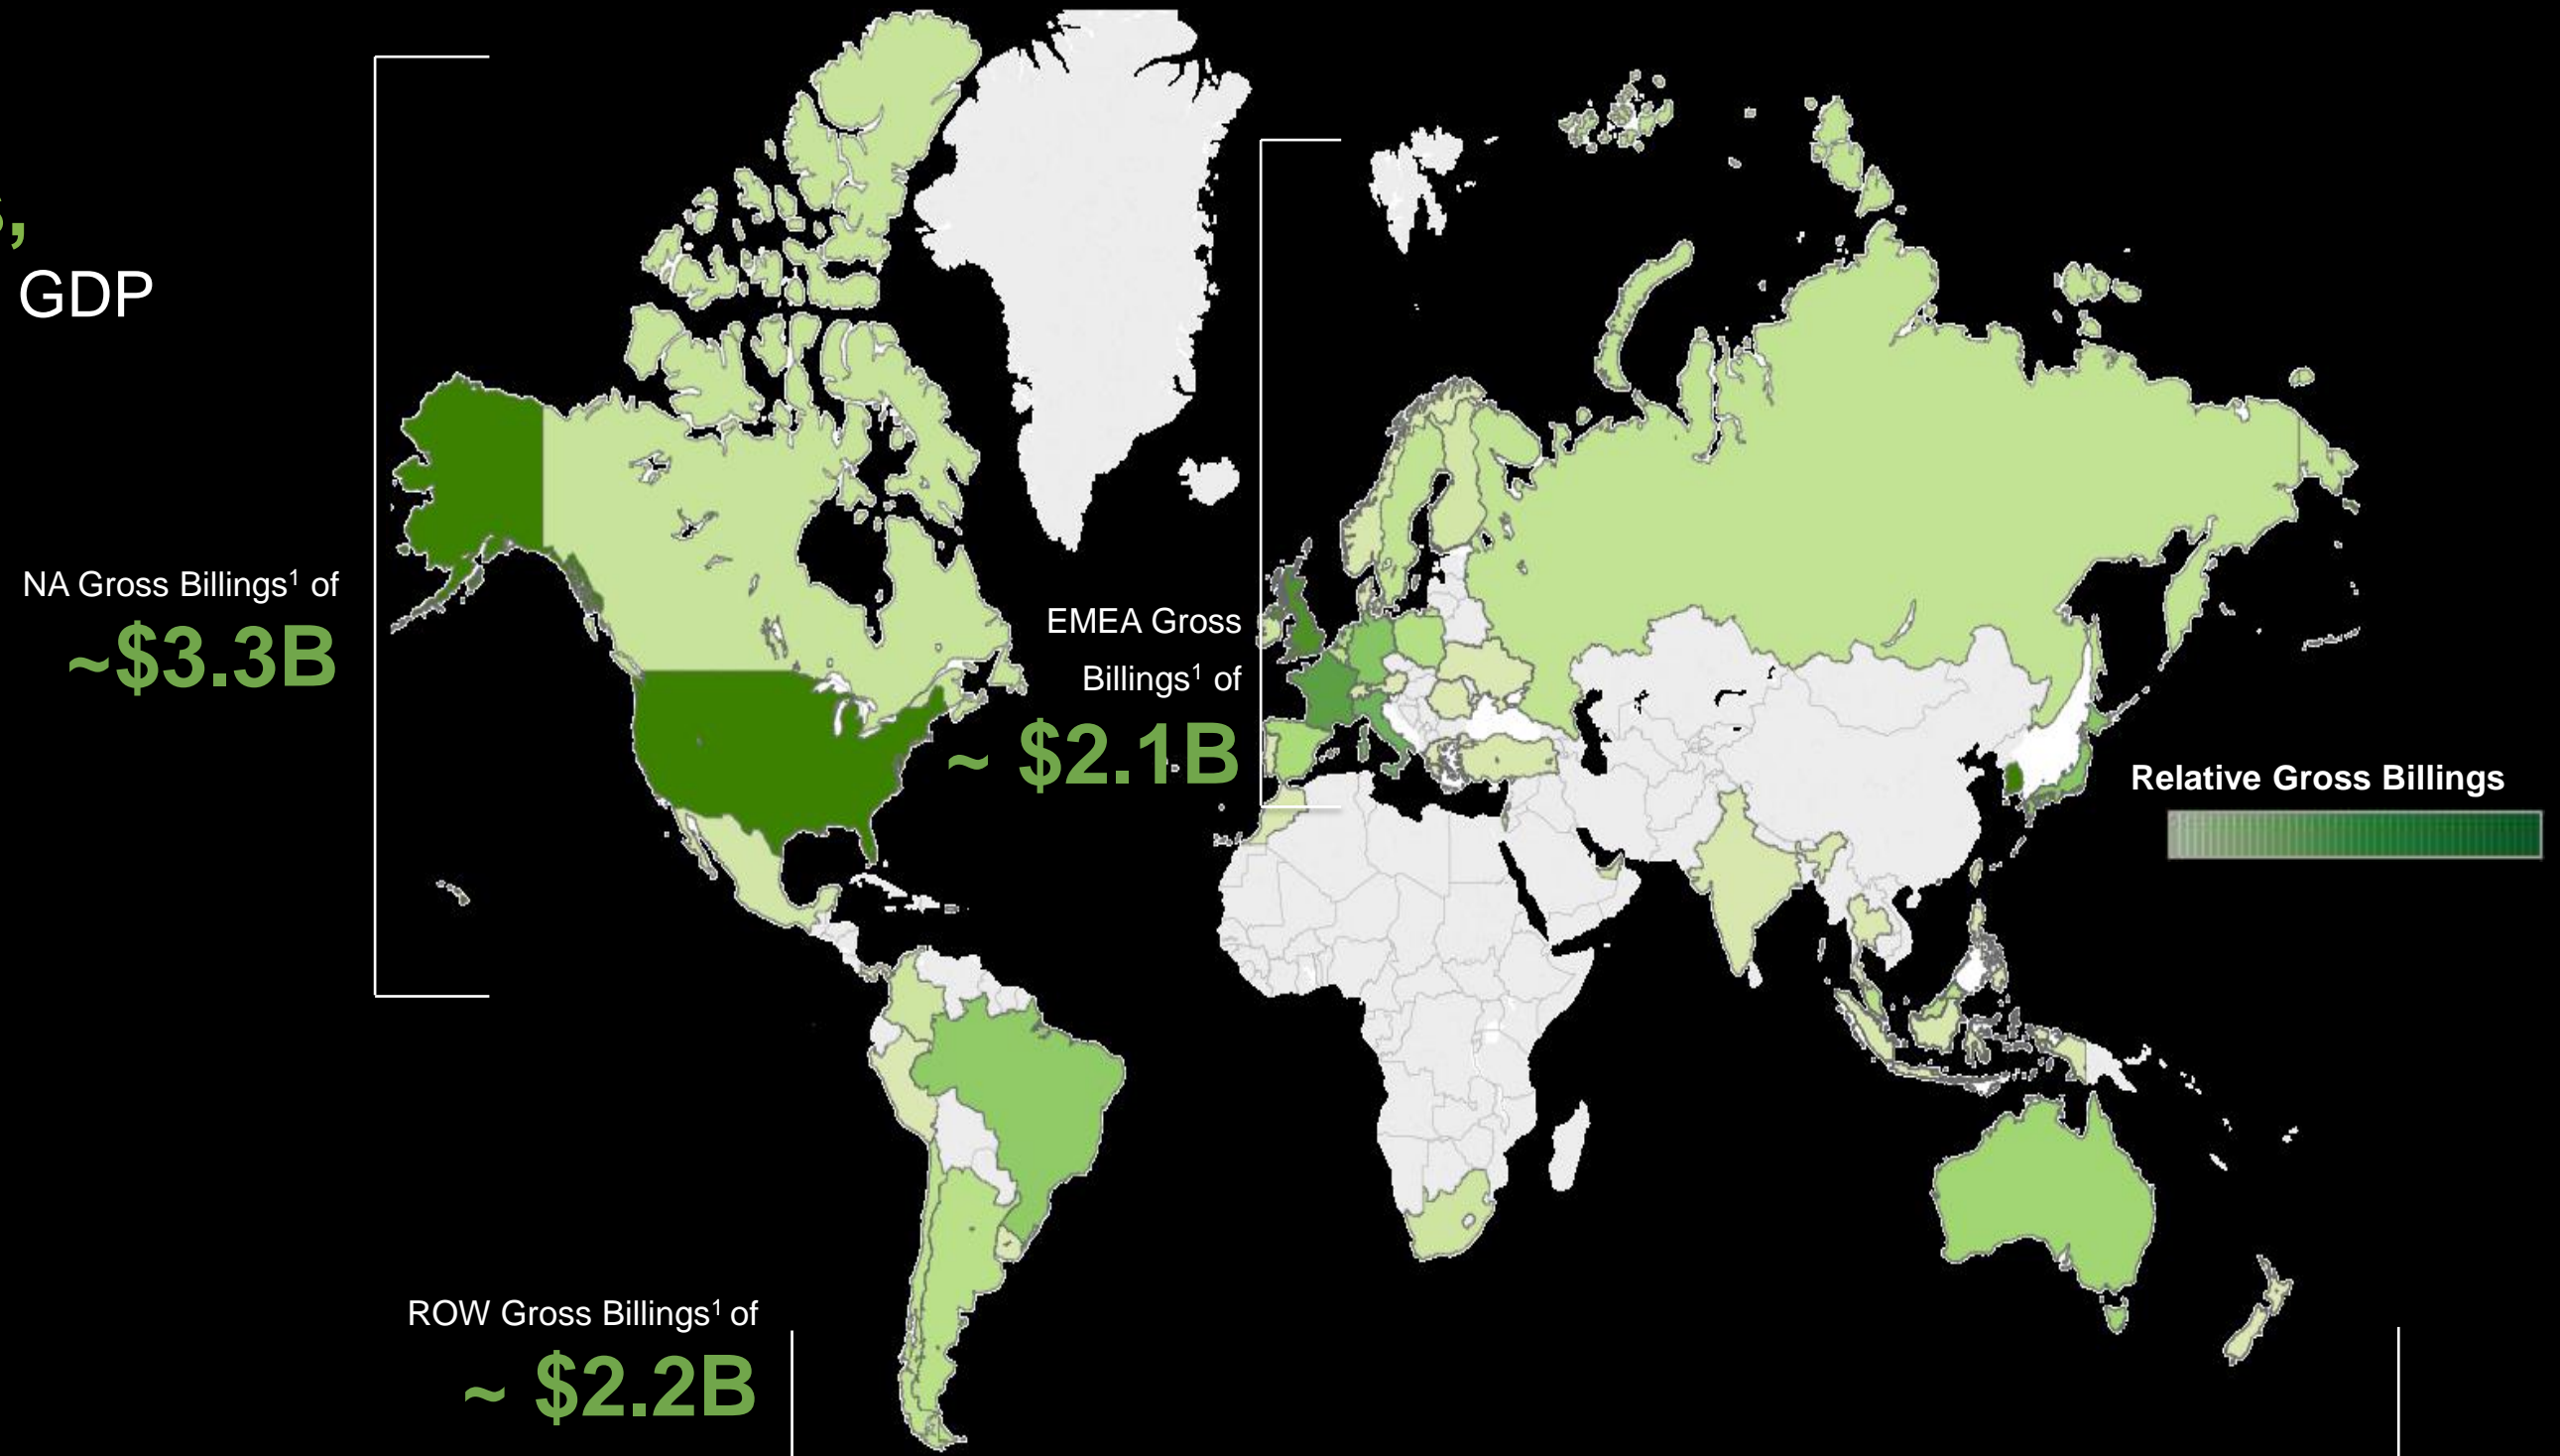 GDP
NA Gross Billings¹ of
~$3.3B
EMEA Gross
Billings¹ of
~ $2.1B
Relative Gross Billings
ROW Gross Billings¹ of
~ $2.2B